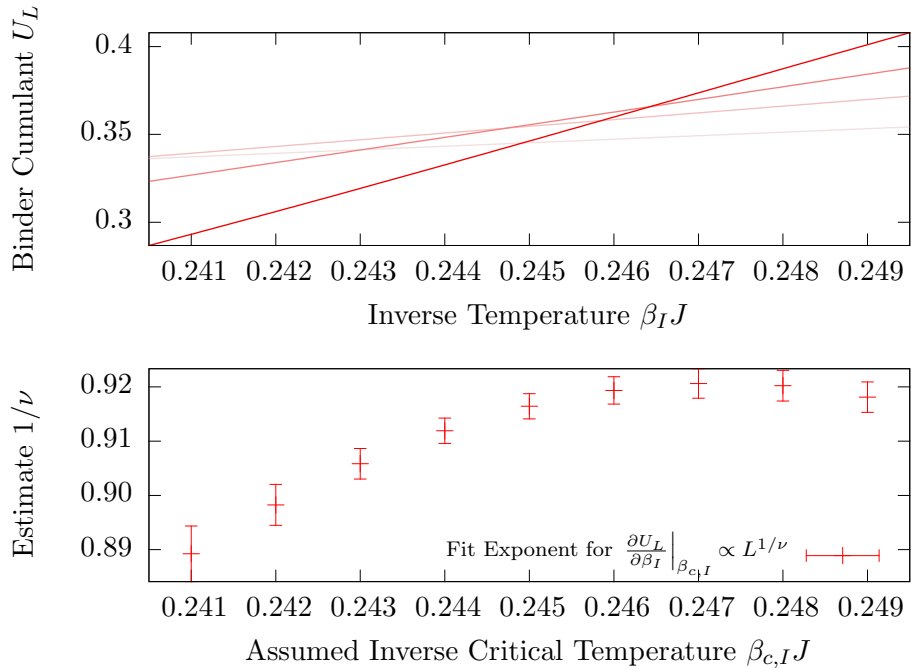 Binder Cumulant U_L
0.4
0.35
0.3
0.241 0.242 0.243 0.244 0.245 0.246 0.247 0.248 0.249
Inverse Temperature β_I J
Estimate 1/ν
0.92
0.91
0.90
0.89
Fit Exponent for ∂U_L/∂β_I|_{β_{c,I}} ∝ L^{1/ν}
0.241 0.242 0.243 0.244 0.245 0.246 0.247 0.248 0.249
Assumed Inverse Critical Temperature β_{c,I} J